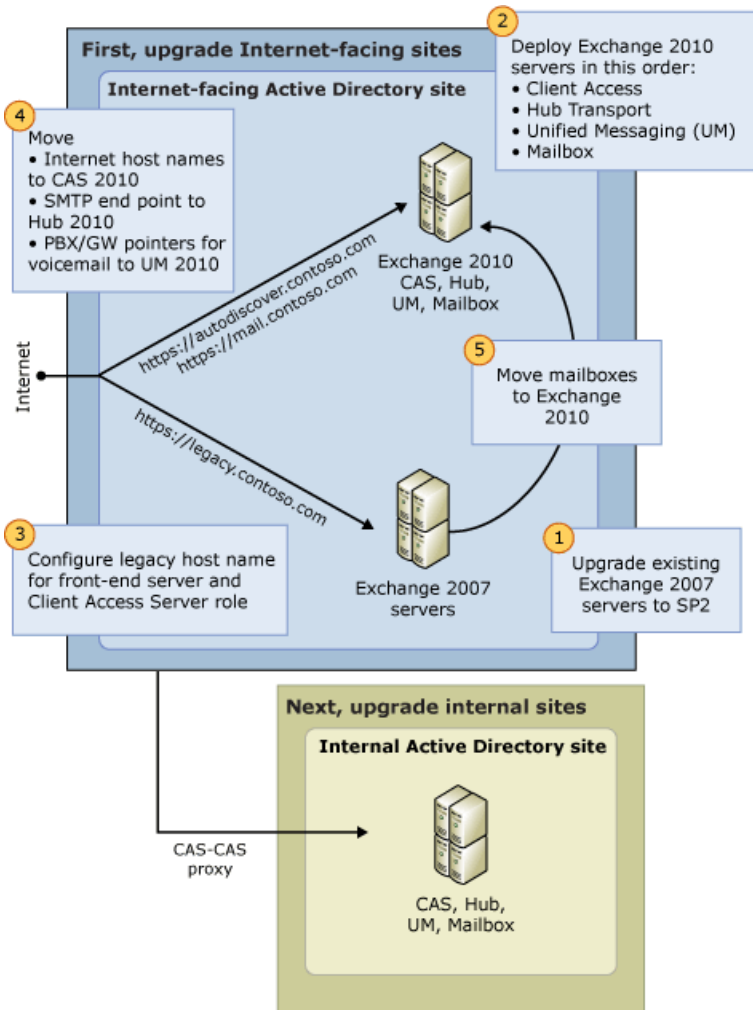 First, upgrade Internet-facing sites
Internet-facing Active Directory site
2
Deploy Exchange 2010
servers in this order:
• Client Access
• Hub Transport
• Unified Messaging (UM)
• Mailbox
4
Move
• Internet host names
to CAS 2010
• SMTP end point to
Hub 2010
• PBX/GW pointers for
voicemail to UM 2010
Exchange 2010
CAS, Hub,
UM, Mailbox
https://autodiscover.contoso.com
https://mail.contoso.com
Internet
5
Move mailboxes
to Exchange
2010
https://legacy.contoso.com
3
Configure legacy host name
for front-end server and
Client Access Server role
Exchange 2007
servers
1
Upgrade existing
Exchange 2007
servers to SP2
Next, upgrade internal sites
Internal Active Directory site
CAS-CAS
proxy
CAS, Hub,
UM, Mailbox